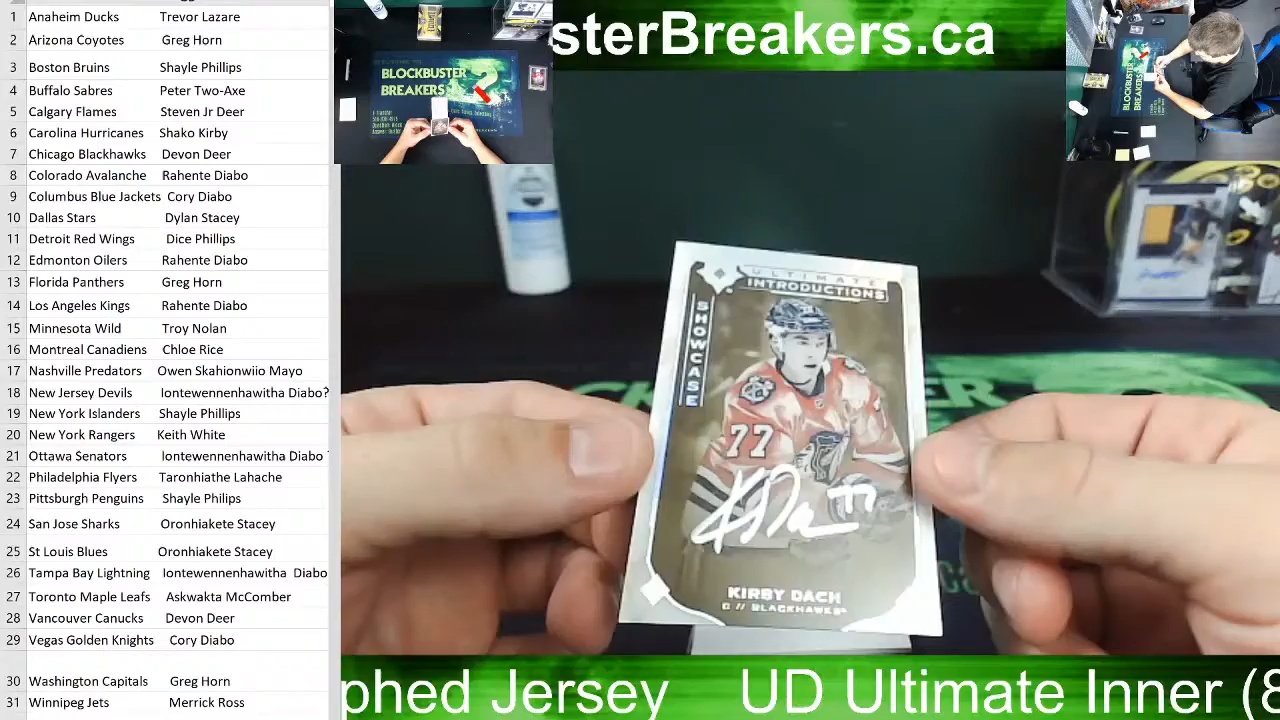 1 Anaheim Ducks Trevor Lazare
Arizona Coyotes Greg Horn
Boston Bruins Shayle Phillips
4 Buffalo Sabres Peter Two-Axe
5 Calgary Flames Steven Deer
Carolina Hurricanes Shako Kirby
7 Chicago Blackhawks Devon Deer
8 Colorado Avalanche Rahente Diabo
9 Columbus Blue Jackets Cory Diabo
10 Dallas Stars Dylan Stacey
11 Detroit Red Wings Dice Phillips
12 Edmonton Oilers Rahente Diabo
13 Florida Panthers Greg Horn
14 Los Angeles Kings Rahente Diabo
15 Minnesota Wild Troy Nolan
16 Montreal Canadiens Chloe Rice
17 Nashville Predators Owen Skahionwiio Mayo
18 New Jersey Devils Iontewennenhawitha Diabo?
19 New York Islanders Shayle Phillips
20 New York Rangers Keith White
21 Ottawa Senators Iontewennenhawitha Diabo
22 Philadelphia Flyers Taronhiathe Lahache
23 Pittsburgh Penguins Shayle Philips
24 San Jose Sharks Oronhiakete Stacey
25 St Louis Blues Oronhiakete Stacey
26 Tampa Bay Lightning Iontewennenhawitha Diabo
27 Toronto Maple Leafs Askwakta McComber
28 Vancouver Canucks Devon Deer
29 Vegas Golden Knights Cory Diabo
30 Washington Capitals Greg Horn
31 Winnipeg Jets Merrick Ross
sterBreakers.ca
BLOCKBUSTER
BREAKERS
ULTIMATE
INTRODUCTIONS
SHOWCASE
77
KIRBY DACH
C // BLACKHAWKS
phed Jersey UD Ultimate Inner (8